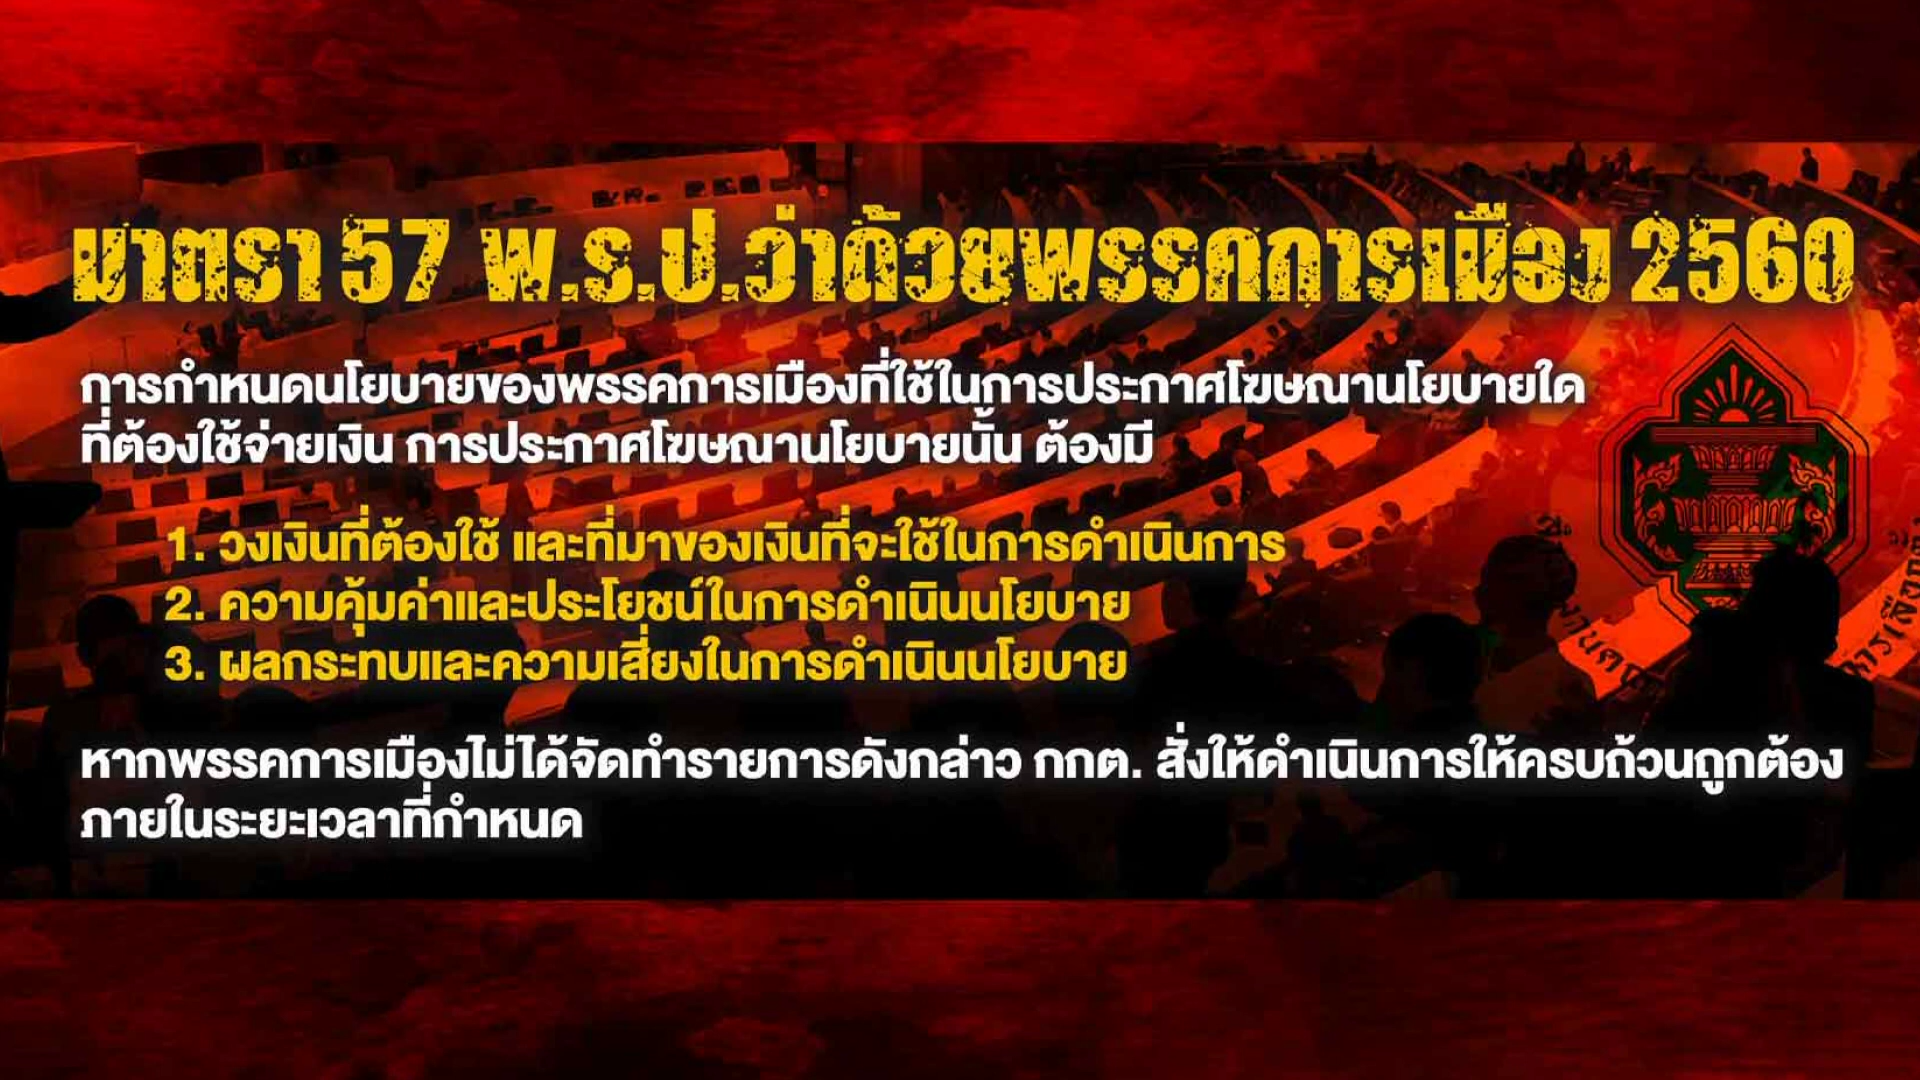 มาตรา 57 พ.ร.ป.ว่าด้วยพรรคการเมือง 2560
การกำหนดนโยบายของพรรคการเมืองที่ใช้ในการประกาศโฆษณานโยบายใด
ที่ต้องใช้จ่ายเงิน การประกาศโฆษณานโยบายนั้น ต้องมี
1. วงเงินที่ต้องใช้ และที่มาของเงินที่จะใช้ในการดำเนินการ
2. ความคุ้มค่าและประโยชน์ในการดำเนินนโยบาย
3. ผลกระทบและความเสี่ยงในการดำเนินนโยบาย
หากพรรคการเมืองไม่ได้จัดทำรายการดังกล่าว กกต. สั่งให้ดำเนินการให้ครบถ้วนถูกต้อง
ภายในระยะเวลาที่กำหนด